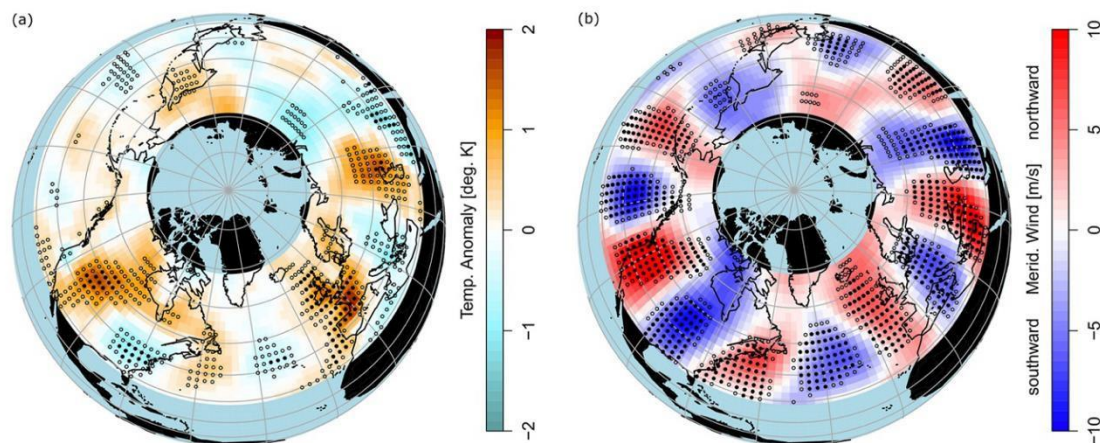 (a)
2
1
0
−1
−2
Temp. Anomaly [deg. K]
(b)
10
5
0
−5
−10
southward Merid. Wind [m/s] northward